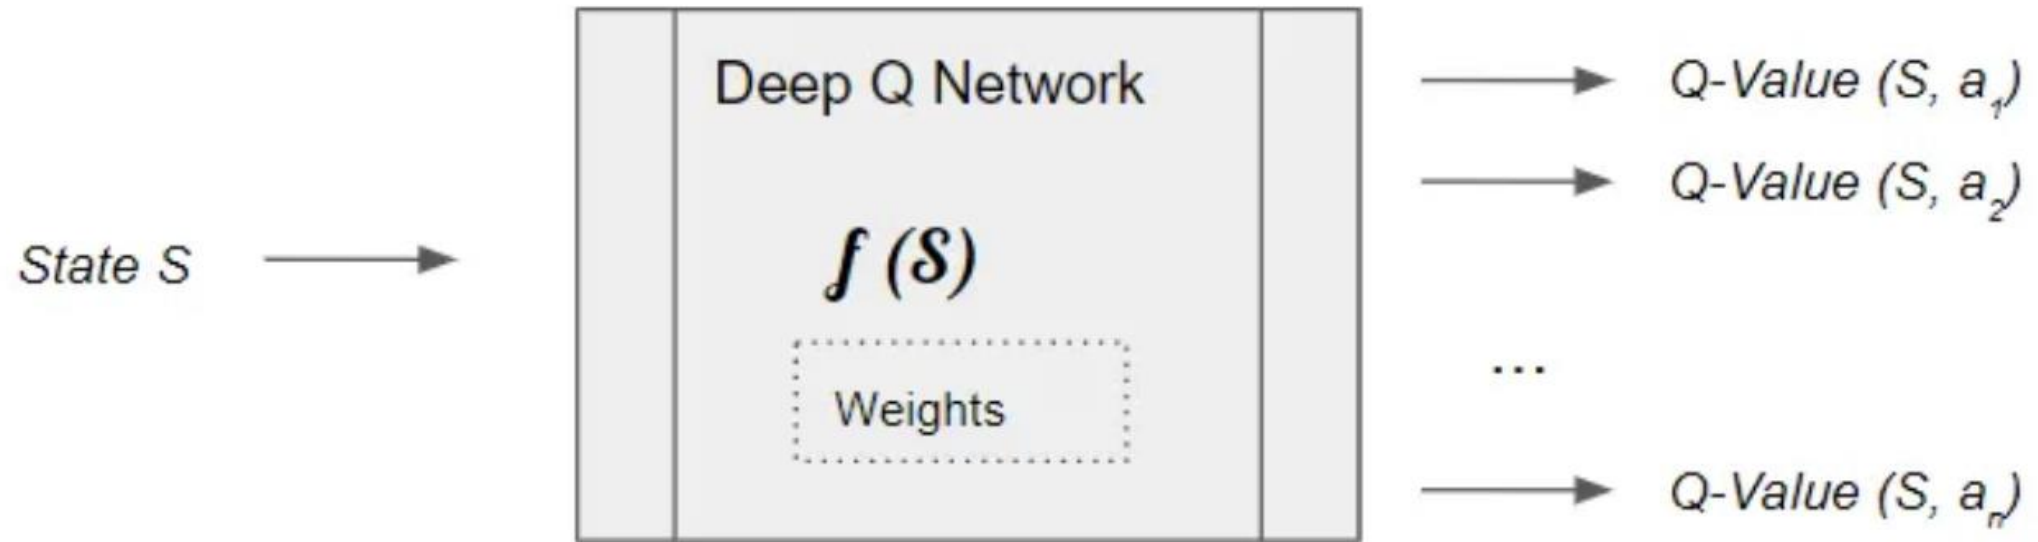 Deep Q Network
Q-Value (S, a₁)
Q-Value (S, a₂)
f (S)
State S
...
Weights
Q-Value (S, aₙ)